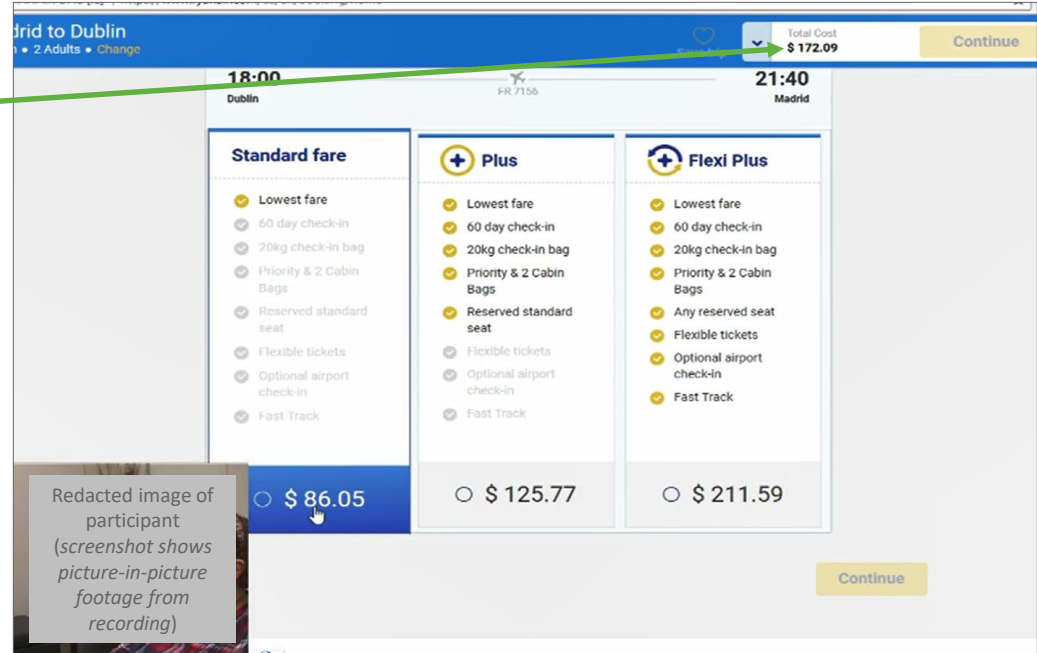 drid to Dublin
• 2 Adults • Change
Total Cost
$ 172.09
Continue
18:00
21:40
FR 7156
Dublin
Madrid
Standard fare
Lowest fare
60 day check-in
20kg check-in bag
Priority & 2 Cabin
Bags
Reserved standard
seat
Flexible tickets
Optional airport
check-in
Fast Track
$ 86.05
Plus
Lowest fare
60 day check-in
20kg check-in bag
Priority & 2 Cabin
Bags
Reserved standard
seat
Flexible tickets
Optional airport
check-in
Fast Track
$ 125.77
Flexi Plus
Lowest fare
60 day check-in
20kg check-in bag
Priority & 2 Cabin
Bags
Any reserved seat
Flexible tickets
Optional airport
check-in
Fast Track
$ 211.59
Redacted image of
participant
(screenshot shows
picture-in-picture
footage from
recording)
Continue